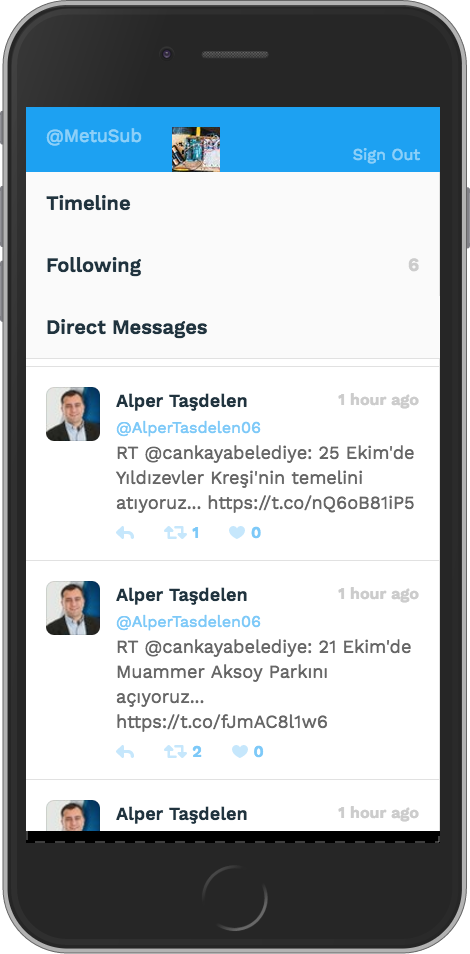 @MetuSub
Sign Out
Timeline
Following 6
Direct Messages
Alper Taşdelen 1 hour ago
@AlperTasdelen06
RT @cankayabelediye: 25 Ekim'de
Yıldızevler Kreşi'nin temelini
atıyoruz... https://t.co/nQ6oB81iP5
1 0
Alper Taşdelen 1 hour ago
@AlperTasdelen06
RT @cankayabelediye: 21 Ekim'de
Muammer Aksoy Parkını
açıyoruz...
https://t.co/fJmAC8l1w6
2 0
Alper Taşdelen 1 hour ago